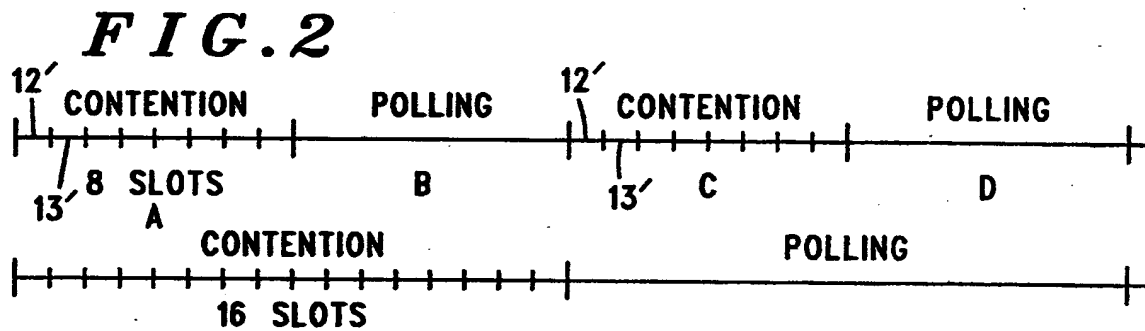 FIG.2
12' 12'
CONTENTION POLLING CONTENTION POLLING
13' 8 SLOTS B 13' C D
A
CONTENTION POLLING
16 SLOTS